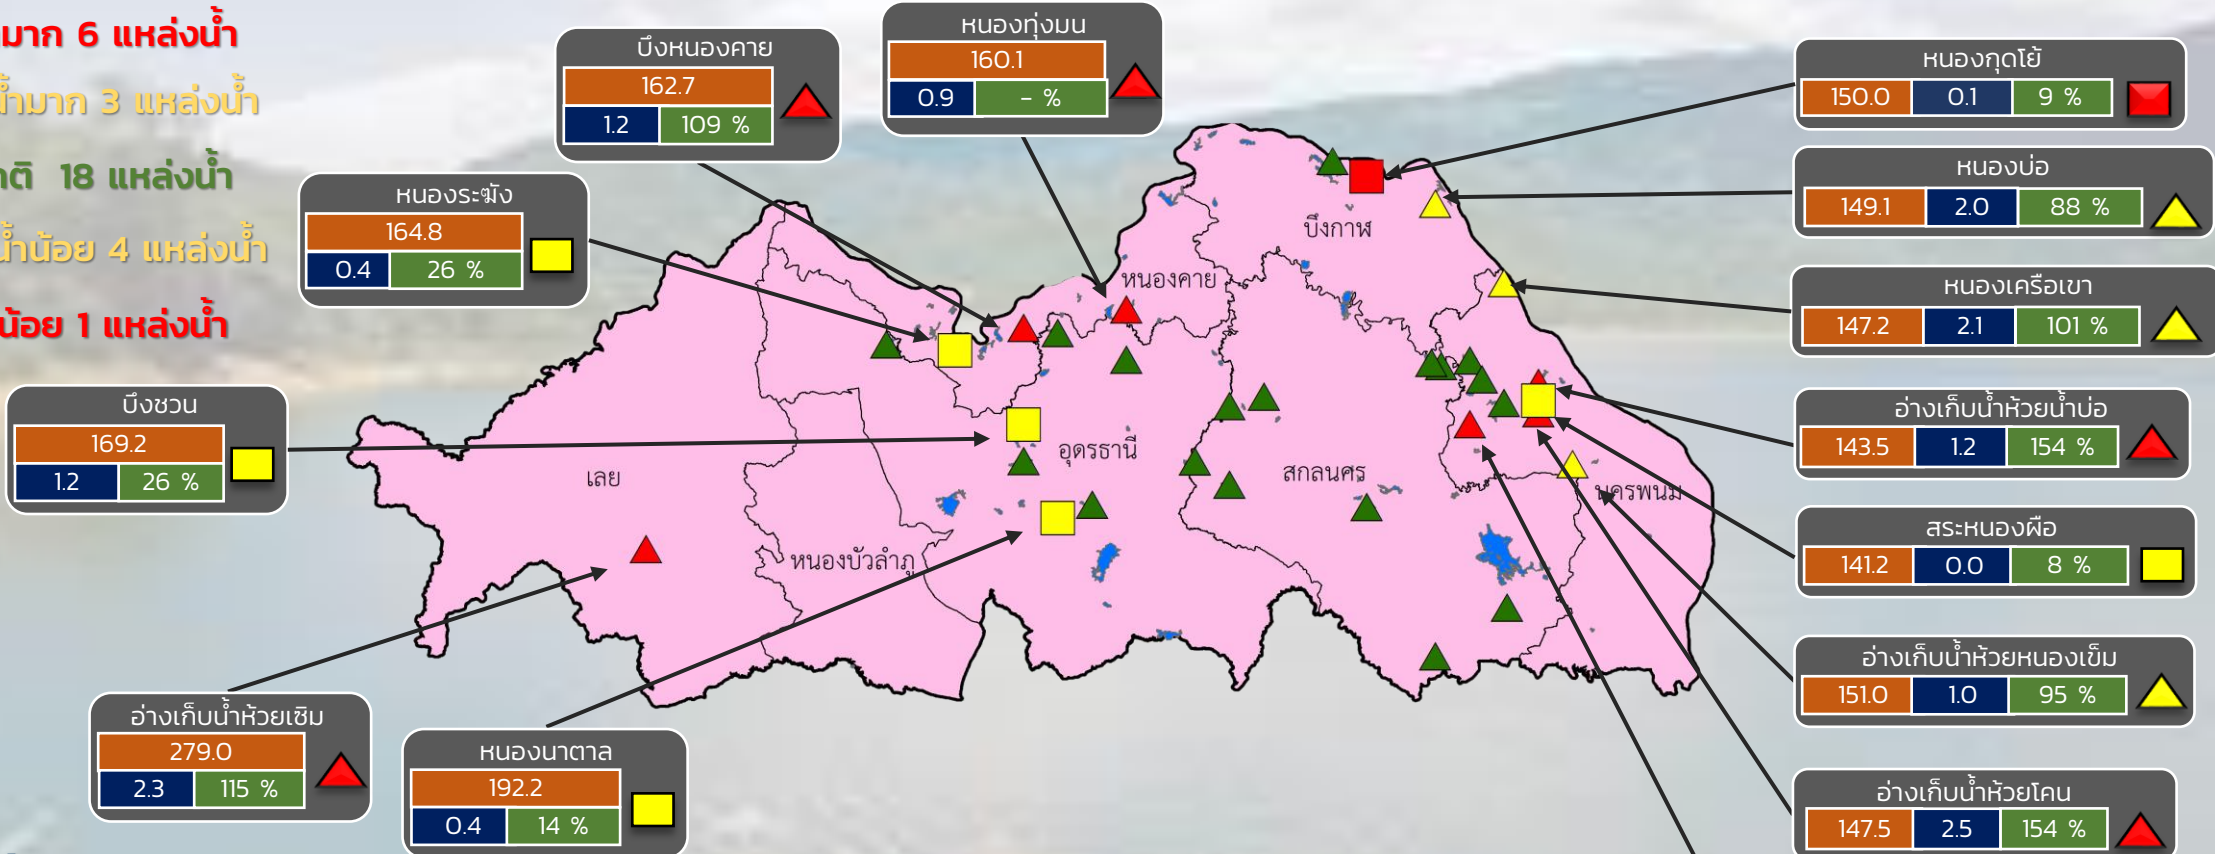 มาก 6 แหล่งน้ำ
น้ำมาก 3 แหล่งน้ำ
18 แหล่งน้ำ
น้ำน้อย 4 แหล่งน้ำ
น้อย 1 แหล่งน้ำ
บึงหนองคาย
162.7
1.2 109 %
หนองทุ่งมน
160.1
0.9 - %
หนองระฆัง
164.8
0.4 26 %
บึงชวน
169.2
1.2 26 %
อ่างเก็บน้ำห้วยเซิม
279.0
2.3 115 %
หนองนาตาล
192.2
0.4 14 %
บึงกาฬ
หนองคาย
อุดรธานี
เลย
สกลนคร
นครพนม
หนองบัวลำภู
หนองกุดโย้
150.0 0.1 9 %
หนองบ่อ
149.1 2.0 88 %
หนองเครือเขา
147.2 2.1 101 %
อ่างเก็บน้ำห้วยน้ำบ่อ
143.5 1.2 154 %
สระหนองผือ
141.2 0.0 8 %
อ่างเก็บน้ำห้วยหนองเข็ม
151.0 1.0 95 %
อ่างเก็บน้ำห้วยโคน
147.5 2.5 154 %